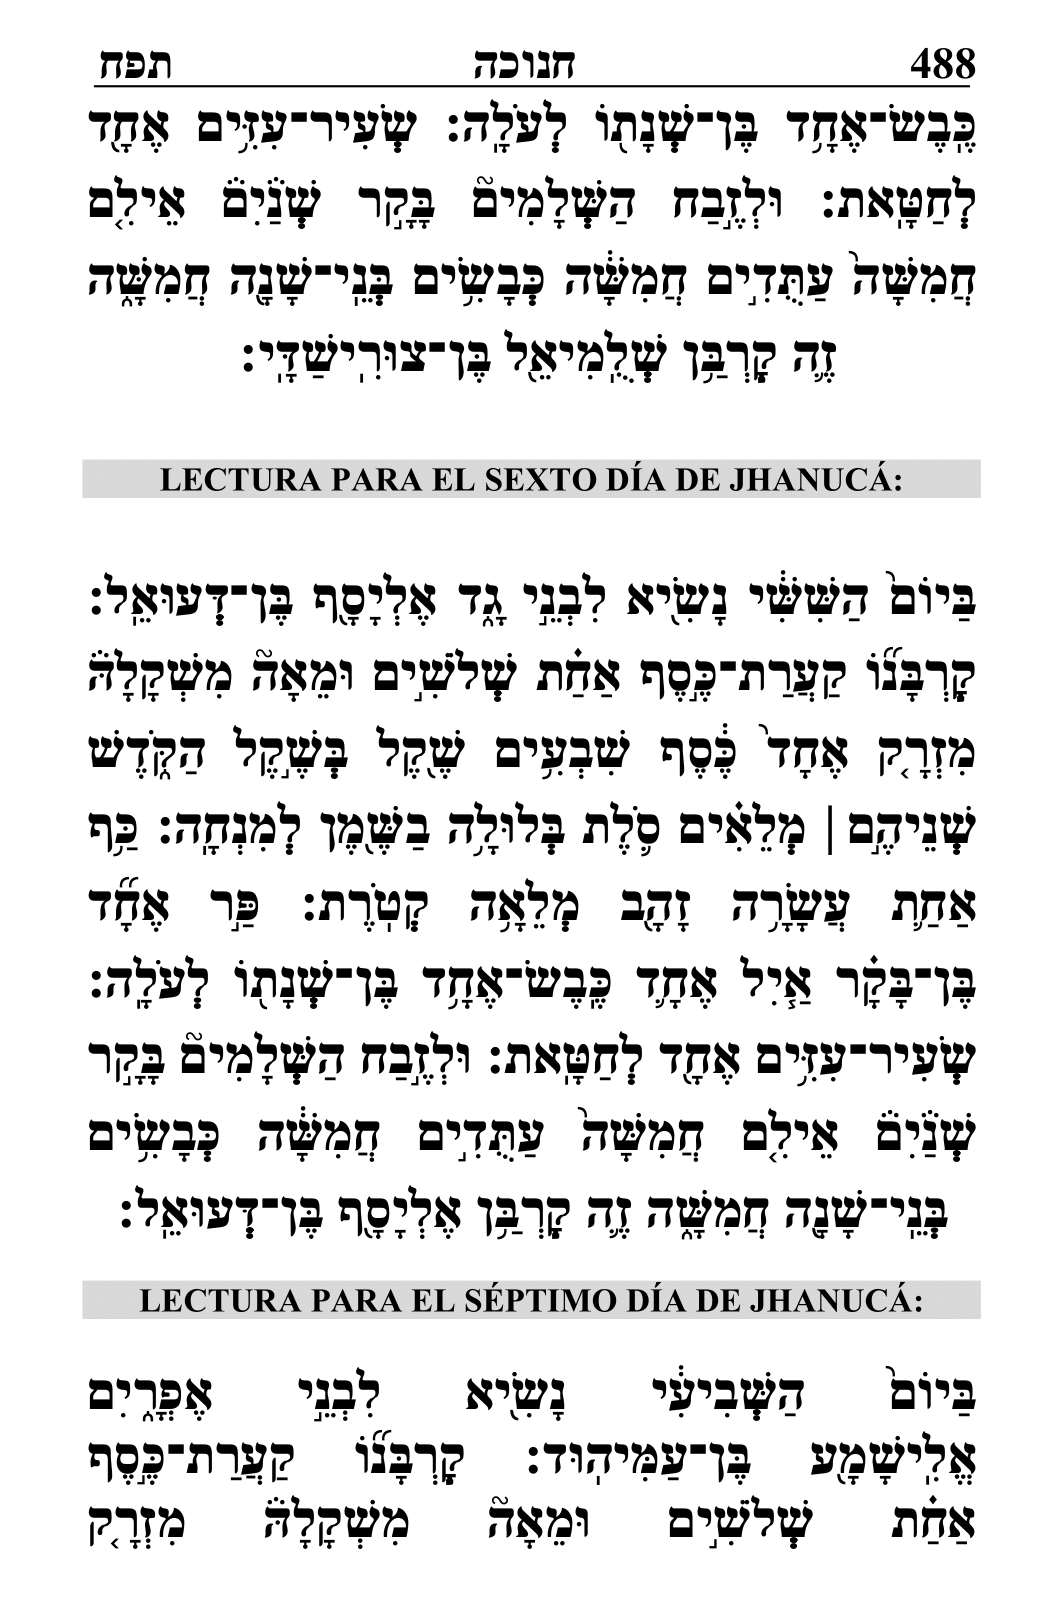 488 חנוכה תפח
כֶּֽבֶשׂ־אֶחָ֥ד בֶּן־שְׁנָת֖וֹ לְעֹלָֽה׃ שְׂעִיר־עִזִּ֥ים אֶחָ֖ד
לְחַטָּֽאת׃ וּלְזֶ֣בַח הַשְּׁלָמִים֮ בָּקָ֣ר שְׁנַ֒יִם֒ אֵילִ֤ם
חֲמִשָּׁה֙ עַתֻּדִ֣ים חֲמִשָּׁ֔ה כְּבָשִׂ֥ים בְּנֵֽי־שָׁנָ֖ה חֲמִשָּׁ֑ה
זֶ֛ה קָרְבַּ֥ן שְׁלֻֽמִיאֵ֖ל בֶּן־צוּרִֽישַׁדָּֽי׃
LECTURA PARA EL SEXTO DÍA DE JHANUCÁ:
בַּיּוֹם֙ הַשִּׁשִּׁ֔י נָשִׂ֖יא לִבְנֵ֣י גָ֑ד אֶלְיָסָ֖ף בֶּן־דְּעוּאֵֽל׃
קָרְבָּנ֞וֹ קַעֲרַת־כֶּ֣סֶף אַחַ֗ת שְׁלֹשִׁ֣ים וּמֵאָה֮ מִשְׁקָלָהּ֒
מִזְרָ֤ק אֶחָד֙ כֶּ֔סֶף שִׁבְעִ֥ים שֶׁ֖קֶל בְּשֶׁ֣קֶל הַקֹּ֑דֶשׁ
שְׁנֵיהֶ֣ם | מְלֵאִ֗ים סֹ֛לֶת בְּלוּלָ֥ה בַשֶּׁ֖מֶן לְמִנְחָֽה׃ כַּ֥ף
אַחַ֛ת עֲשָׂרָ֥ה זָהָ֖ב מְלֵאָ֥ה קְטֹֽרֶת׃ פַּ֣ר אֶחָ֞ד
בֶּן־בָּקָ֗ר אַ֧יִל אֶחָ֛ד כֶּֽבֶשׂ־אֶחָ֥ד בֶּן־שְׁנָת֖וֹ לְעֹלָֽה׃
שְׂעִיר־עִזִּ֥ים אֶחָ֖ד לְחַטָּֽאת׃ וּלְזֶ֣בַח הַשְּׁלָמִים֮ בָּקָ֣ר
שְׁנַ֒יִם֒ אֵילִ֤ם חֲמִשָּׁה֙ עַתֻּדִ֣ים חֲמִשָּׁ֔ה כְּבָשִׂ֥ים
בְּנֵֽי־שָׁנָ֖ה חֲמִשָּׁ֑ה זֶ֛ה קָרְבַּ֥ן אֶלְיָסָ֖ף בֶּן־דְּעוּאֵֽל׃
LECTURA PARA EL SÉPTIMO DÍA DE JHANUCÁ:
בַּיּוֹם֙ הַשְּׁבִיעִ֔י נָשִׂ֖יא לִבְנֵ֣י אֶפְרָ֑יִם
אֱלִֽישָׁמָ֖ע בֶּן־עַמִּיהֽוּד׃ קָרְבָּנ֞וֹ קַעֲרַת־כֶּ֣סֶף
אַחַ֗ת שְׁלֹשִׁ֣ים וּמֵאָה֮ מִשְׁקָלָהּ֒ מִזְרָ֤ק